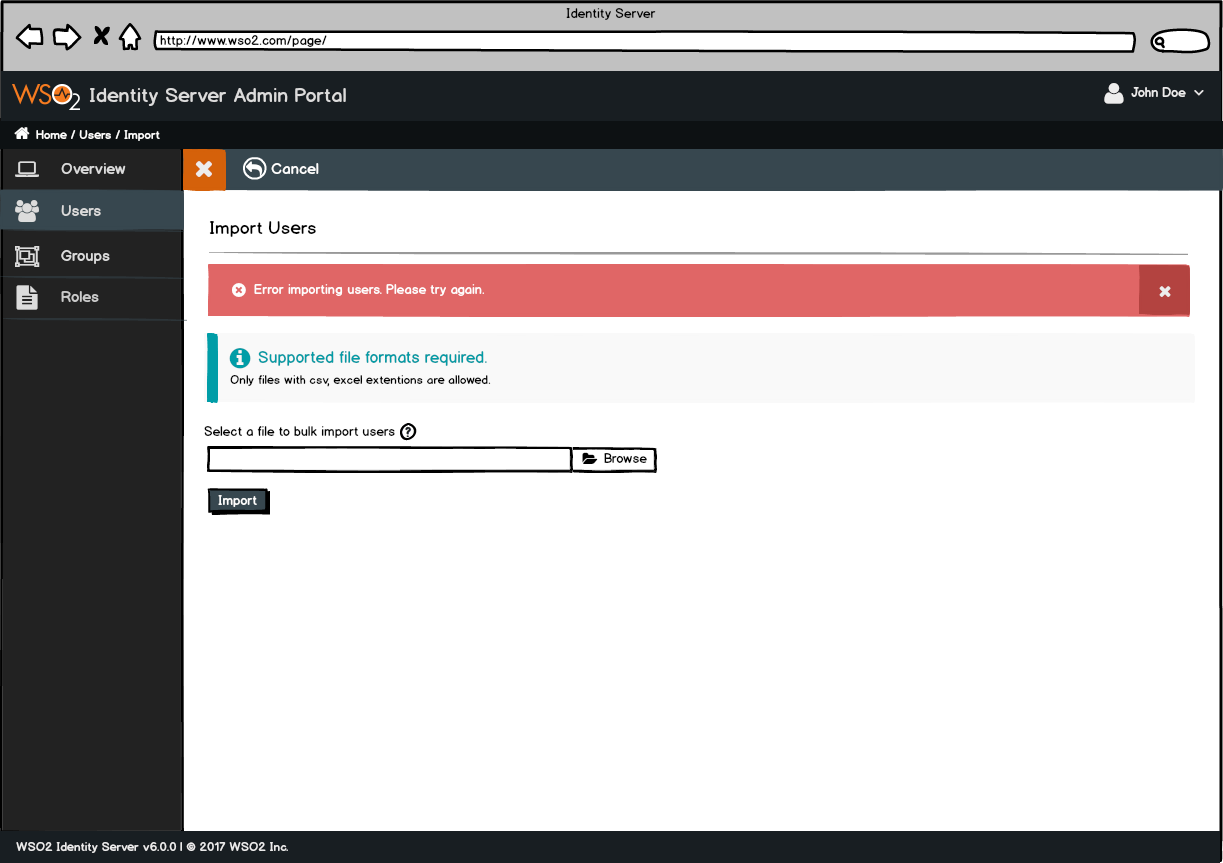 Identity Server
http://www.wso2.com/page/
WSO2 Identity Server Admin Portal
John Doe
Home / Users / Import
Overview
Cancel
Users
Import Users
Groups
Error importing users. Please try again.
Roles
Supported file formats required.
Only files with csv, excel extentions are allowed.
Select a file to bulk import users ?
Browse
Import
WSO2 Identity Server v6.0.0 | © 2017 WSO2 Inc.